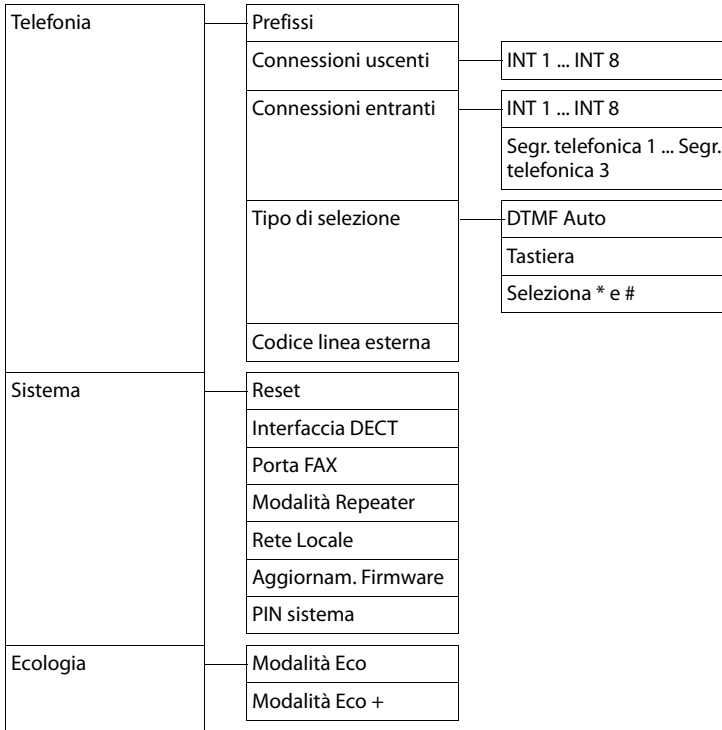 Telefonia
Prefissi
Connessioni uscenti
INT 1 ... INT 8
Connessioni entranti
INT 1 ... INT 8
Segr. telefonica 1 ... Segr.
telefonica 3
Tipo di selezione
DTMF Auto
Tastiera
Seleziona * e #
Codice linea esterna
Sistema
Reset
Interfaccia DECT
Porta FAX
Modalità Repeater
Rete Locale
Aggiornam. Firmware
PIN sistema
Ecologia
Modalità Eco
Modalità Eco +